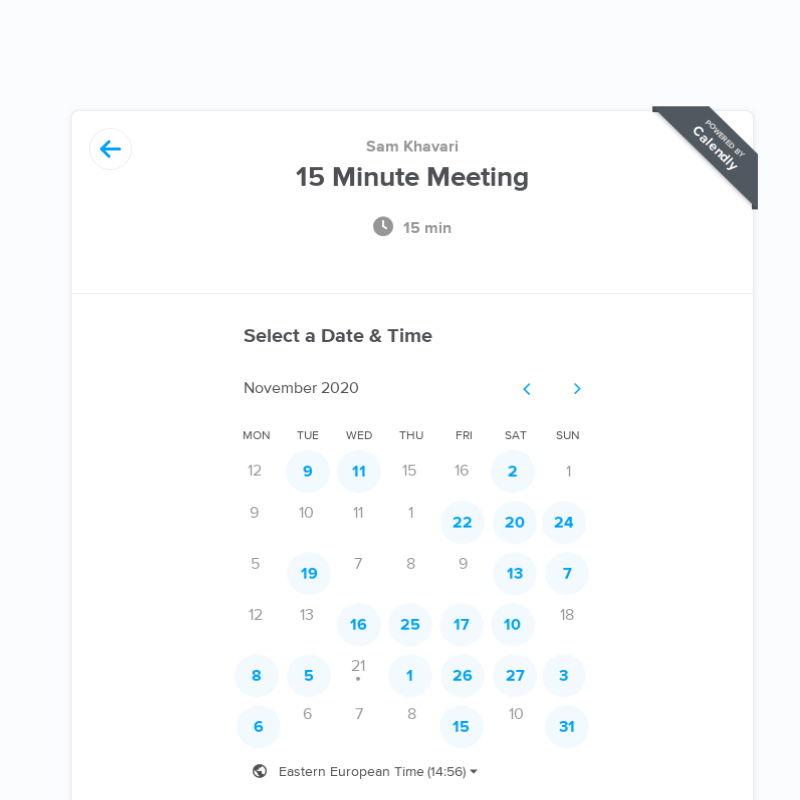 POWERED BY
Calendly
Sam Khavari
15 Minute Meeting
15 min
Select a Date & Time
November 2020
MON TUE WED THU FRI SAT SUN
12 9 11 15 16 2 1
9 10 11 1 22 20 24
5 19 7 8 9 13 7
12 13 16 25 17 10 18
8 5 21 1 26 27 3
6 6 7 8 15 10 31
Eastern European Time (14:56)